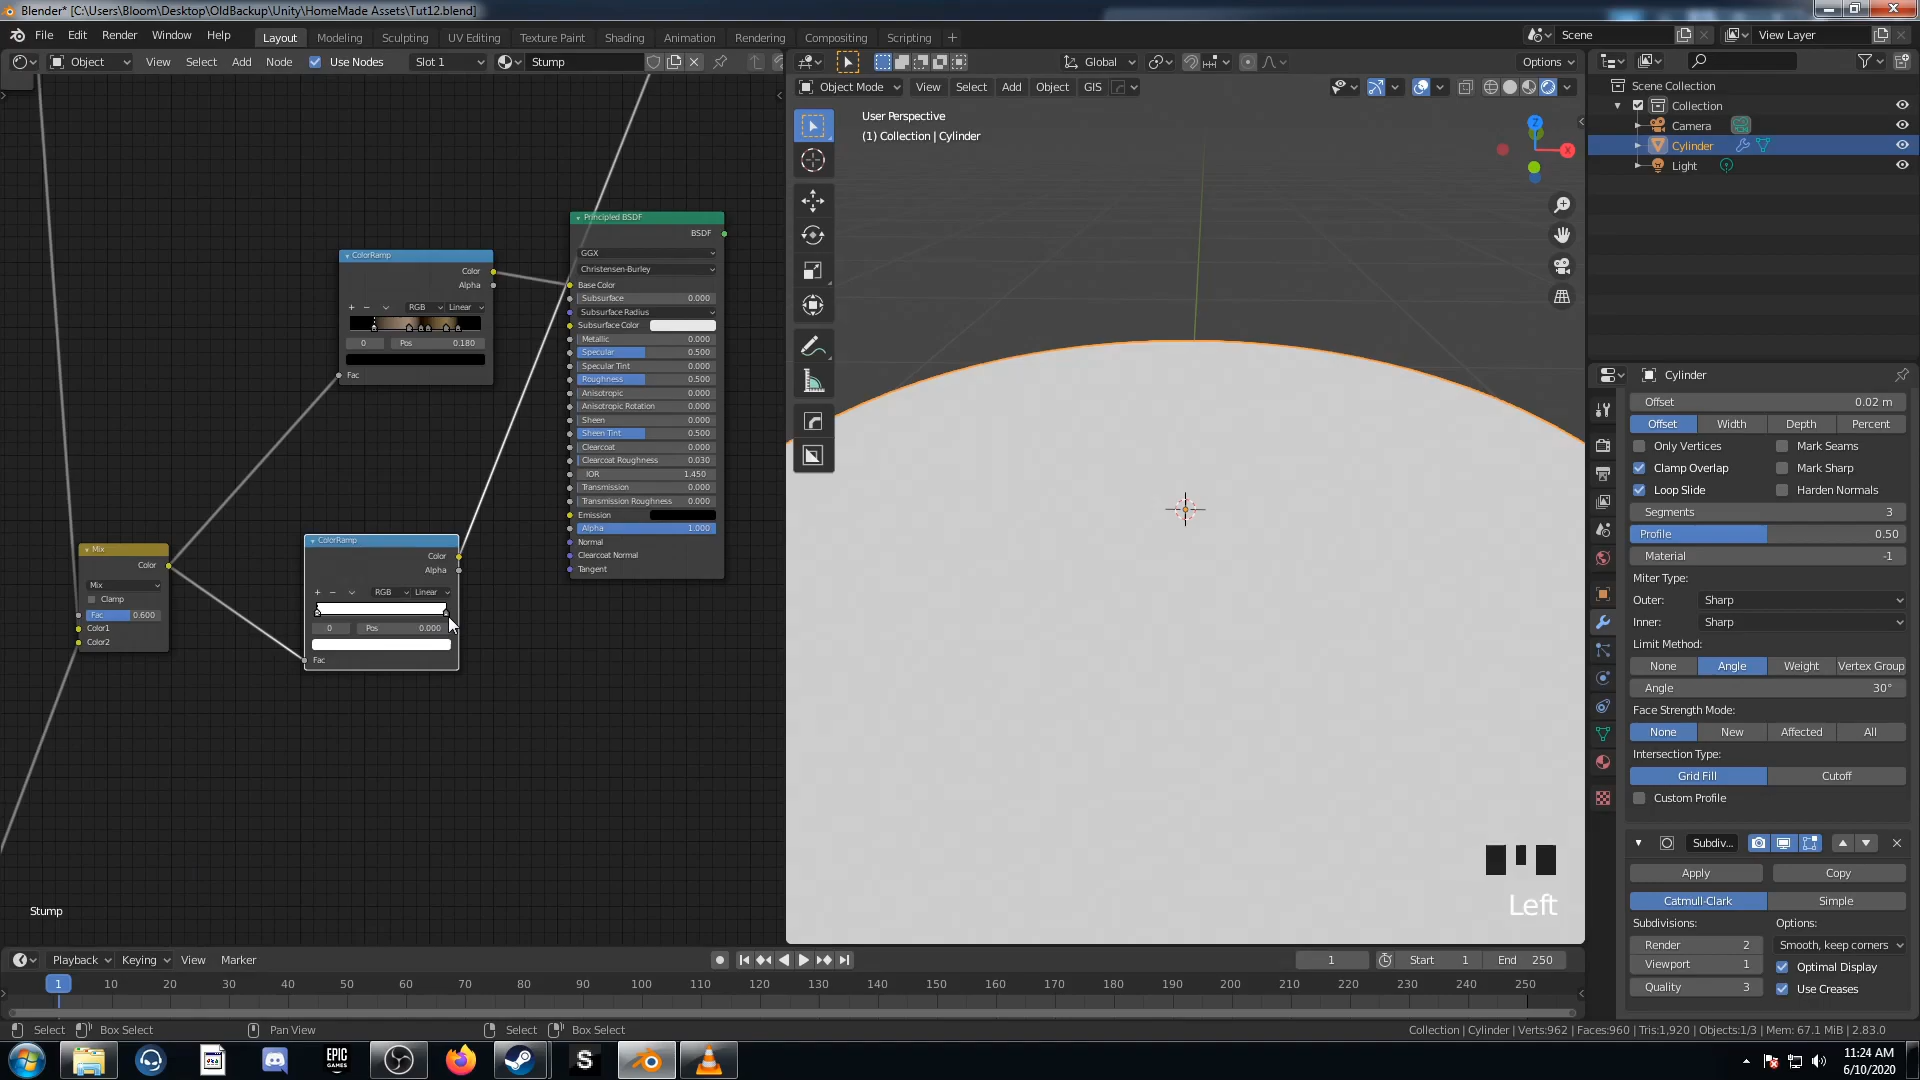 Blender* [C:\Users\Bloom\Desktop\OldBackup\Unity\HomeMade Assets\Tut12.blend]
File Edit Render Window Help Layout Modeling Sculpting UV Editing Texture Paint Shading Animation Rendering Compositing Scripting Scene View Layer
Object View Select Add Node Use Nodes Slot 1 Stump Global Options
Object Mode View Select Add Object GIS
User Perspective
(1) Collection | Cylinder
Z
X
Scene Collection
Collection
Camera
Cylinder
Light
ColorRamp
Color
Alpha
RGB Linear
0 Pos 0.180
Fac
Principled BSDF
BSDF
GGX
Christensen-Burley
Base Color
Subsurface 0.000
Subsurface Radius
Subsurface Color
Metallic 0.000
Specular 0.500
Specular Tint 0.000
Roughness 0.500
Anisotropic 0.000
Anisotropic Rotation 0.000
Sheen 0.000
Sheen Tint 0.500
Clearcoat 0.000
Clearcoat Roughness 0.030
IOR 1.450
Transmission 0.000
Transmission Roughness 0.000
Emission
Alpha 1.000
Normal
Clearcoat Normal
Tangent
Mix
Color
Mix
Clamp
Fac 0.600
Color1
Color2
ColorRamp
Color
Alpha
RGB Linear
0 Pos 0.000
Fac
Stump
Left
Cylinder
Offset 0.02 m
Offset Width Depth Percent
Only Vertices Mark Seams
Clamp Overlap Mark Sharp
Loop Slide Harden Normals
Segments 3
Profile 0.50
Material -1
Miter Type:
Outer: Sharp
Inner: Sharp
Limit Method:
None Angle Weight Vertex Group
Angle 30°
Face Strength Mode:
None New Affected All
Intersection Type:
Grid Fill Cutoff
Custom Profile
Subdiv...
Apply Copy
Catmull-Clark Simple
Subdivisions: Options:
Render 2 Smooth, keep corners
Viewport 1 Optimal Display
Quality 3 Use Creases
Playback Keying View Marker 1 Start 1 End 250
1 10 20 30 40 50 60 70 80 90 100 110 120 130 140 150 160 170 180 190 200 210 220 230 240 250
Select Box Select Pan View Select Box Select Collection | Cylinder | Verts:962 | Faces:960 | Tris:1,920 | Objects:1/3 | Mem: 67.1 MiB | 2.83.0
EPIC GAMES
S
11:24 AM
6/10/2020